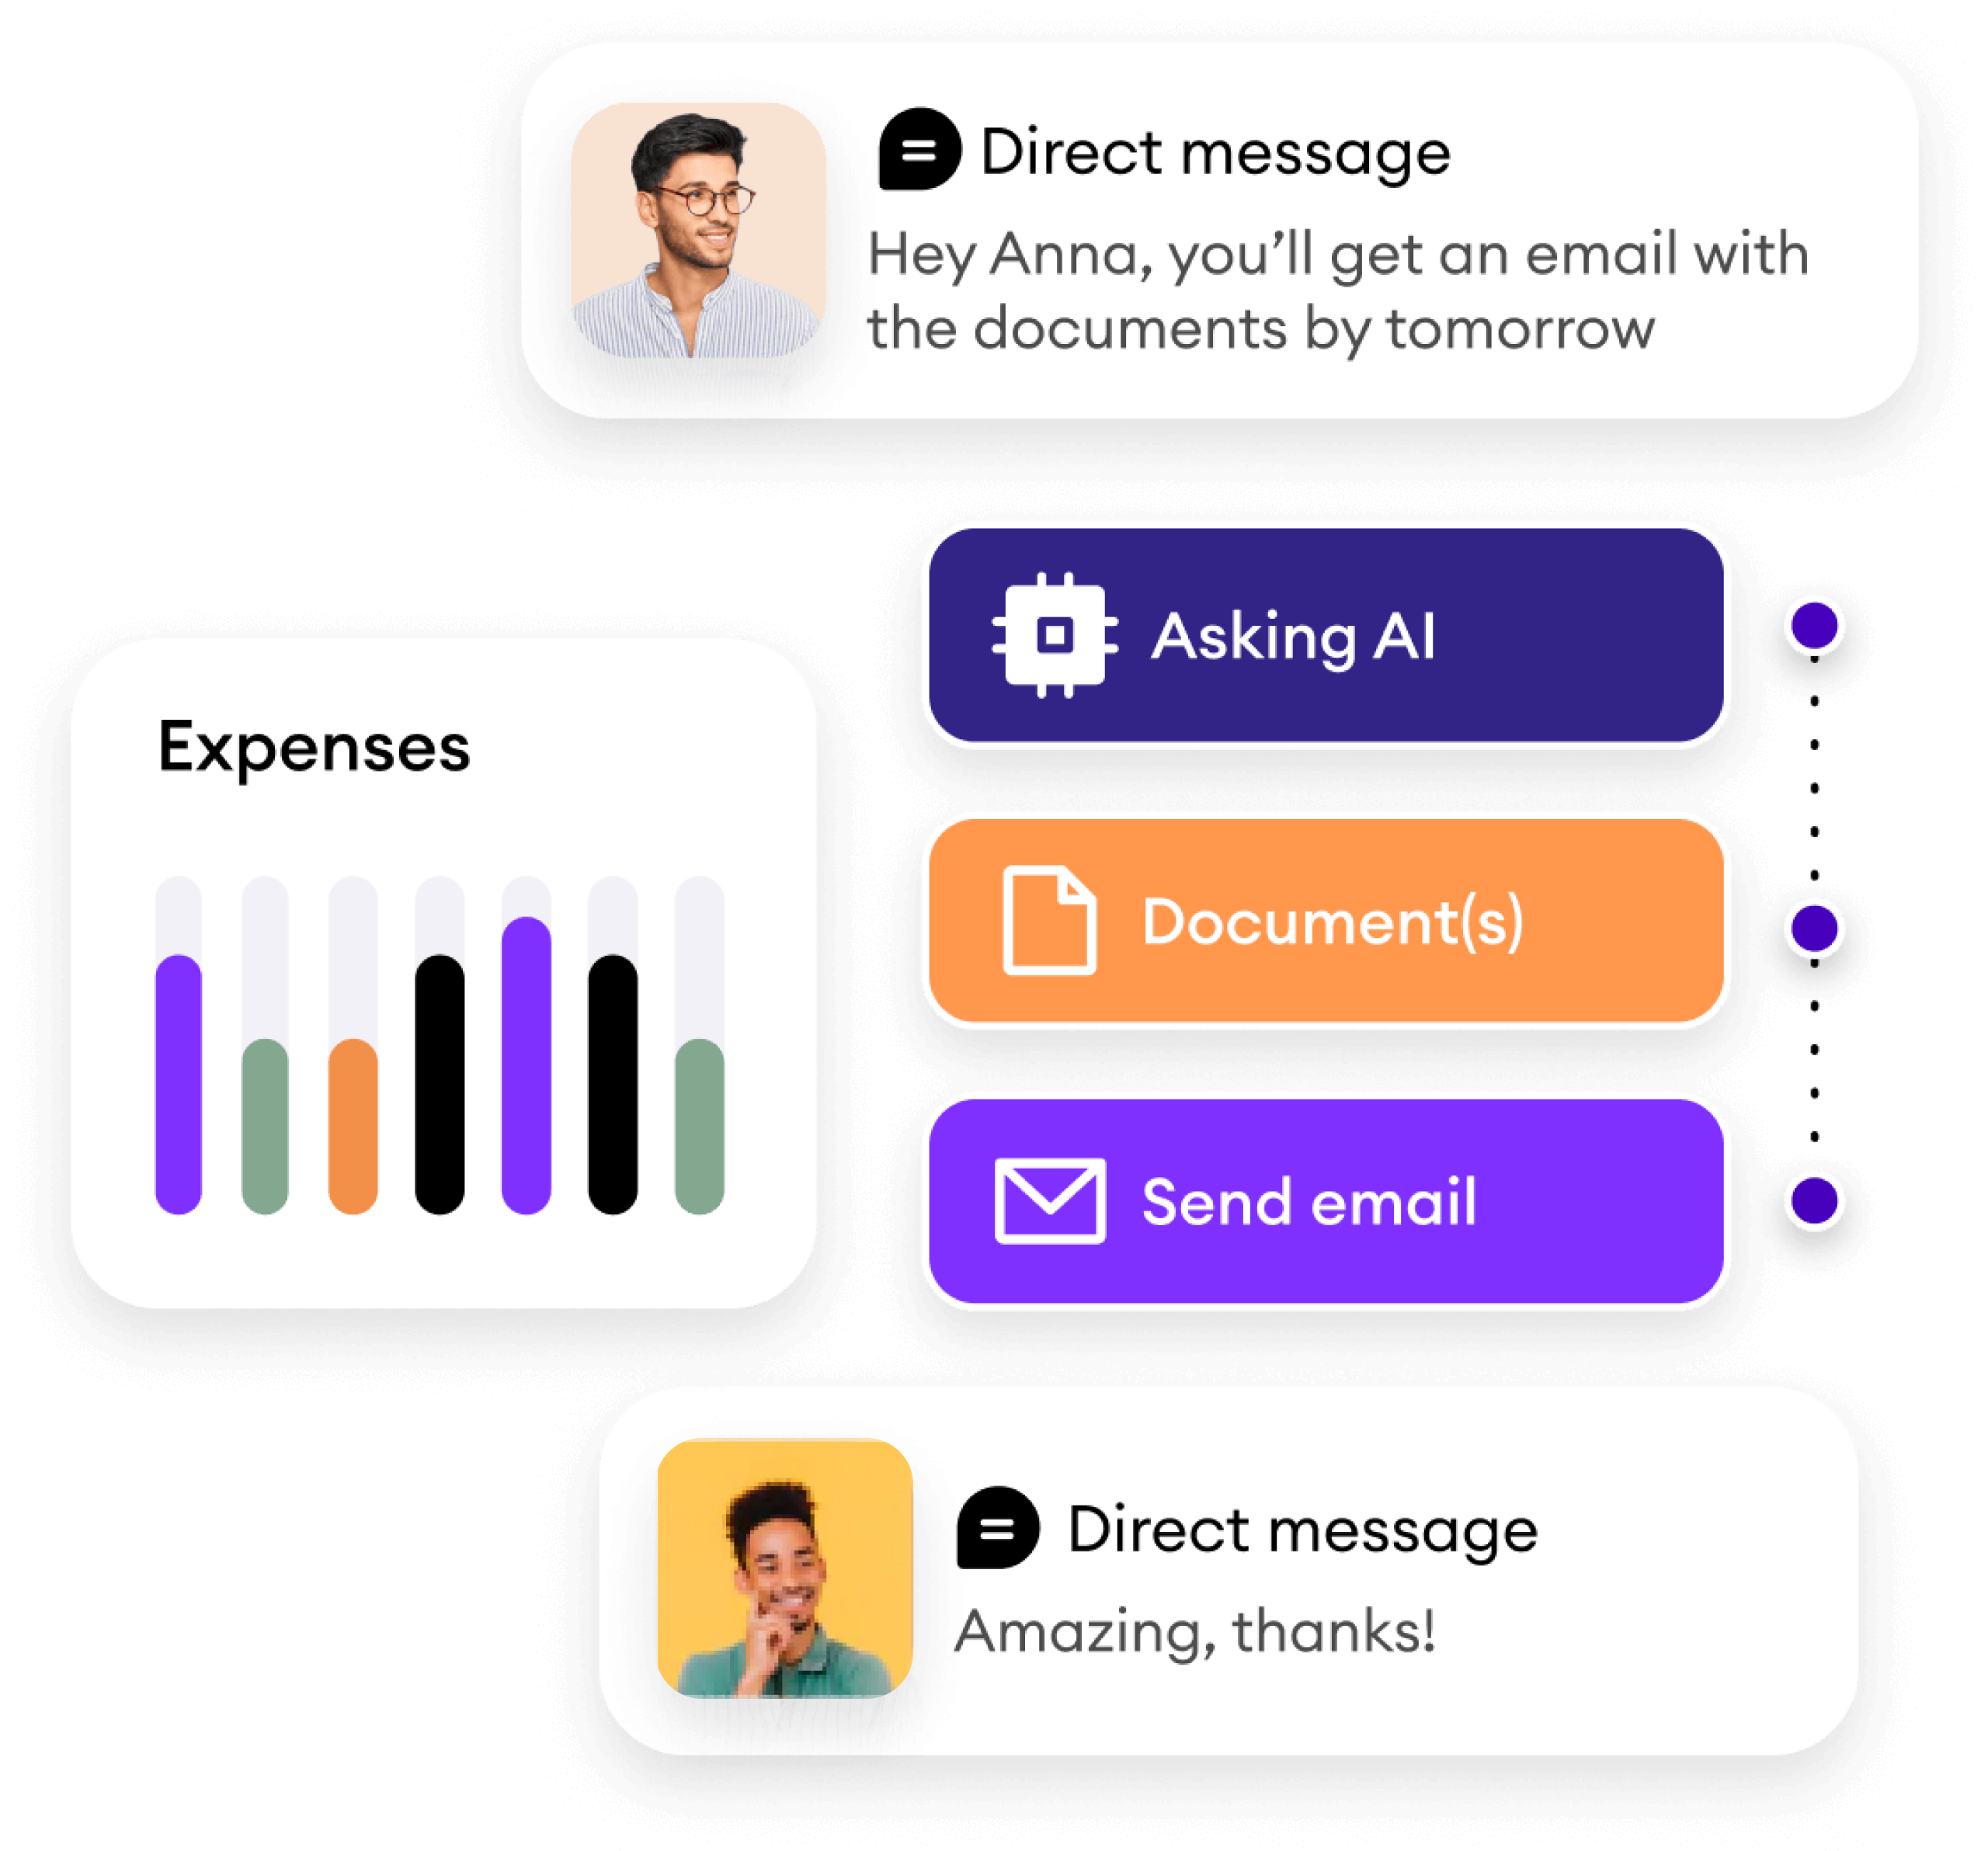 Direct message
Hey Anna, you’ll get an email with
the documents by tomorrow
Asking AI
Expenses
Document(s)
Send email
Direct message
Amazing, thanks!